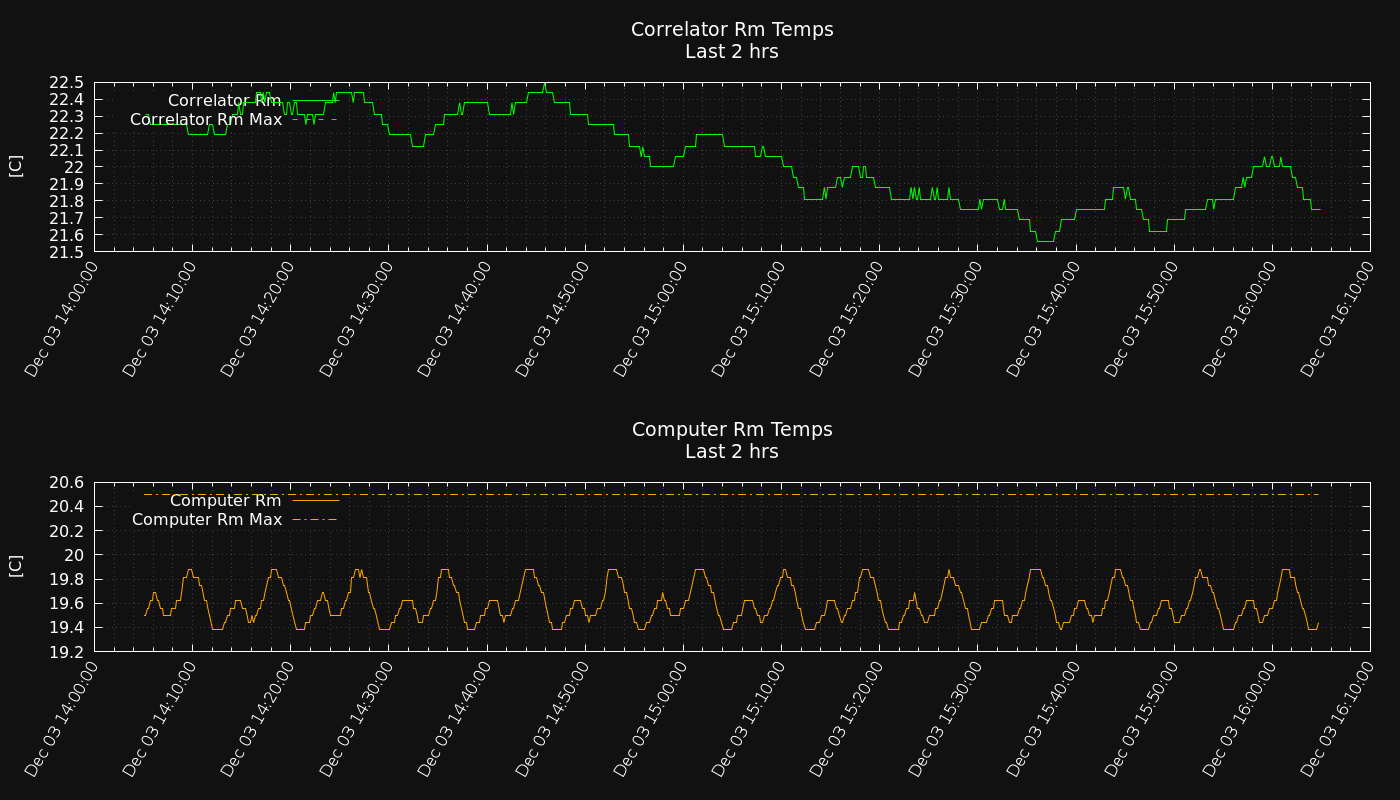 Correlator Rm Temps
Last 2 hrs
22.5
22.4
22.3
22.2
22.1
22
21.9
21.8
21.7
21.6
21.5
[C]
Correlator Rm
Correlator Rm Max
Dec 03 14:00:00
Dec 03 14:10:00
Dec 03 14:20:00
Dec 03 14:30:00
Dec 03 14:40:00
Dec 03 14:50:00
Dec 03 15:00:00
Dec 03 15:10:00
Dec 03 15:20:00
Dec 03 15:30:00
Dec 03 15:40:00
Dec 03 15:50:00
Dec 03 16:00:00
Dec 03 16:10:00
Computer Rm Temps
Last 2 hrs
20.6
20.4
20.2
20
19.8
19.6
19.4
19.2
[C]
Computer Rm
Computer Rm Max
Dec 03 14:00:00
Dec 03 14:10:00
Dec 03 14:20:00
Dec 03 14:30:00
Dec 03 14:40:00
Dec 03 14:50:00
Dec 03 15:00:00
Dec 03 15:10:00
Dec 03 15:20:00
Dec 03 15:30:00
Dec 03 15:40:00
Dec 03 15:50:00
Dec 03 16:00:00
Dec 03 16:10:00